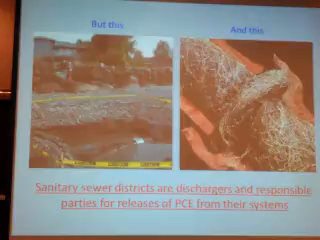 But this
And this
CAUTION
Sanitary sewer districts are dischargers and responsible
parties for releases of PCE from their systems